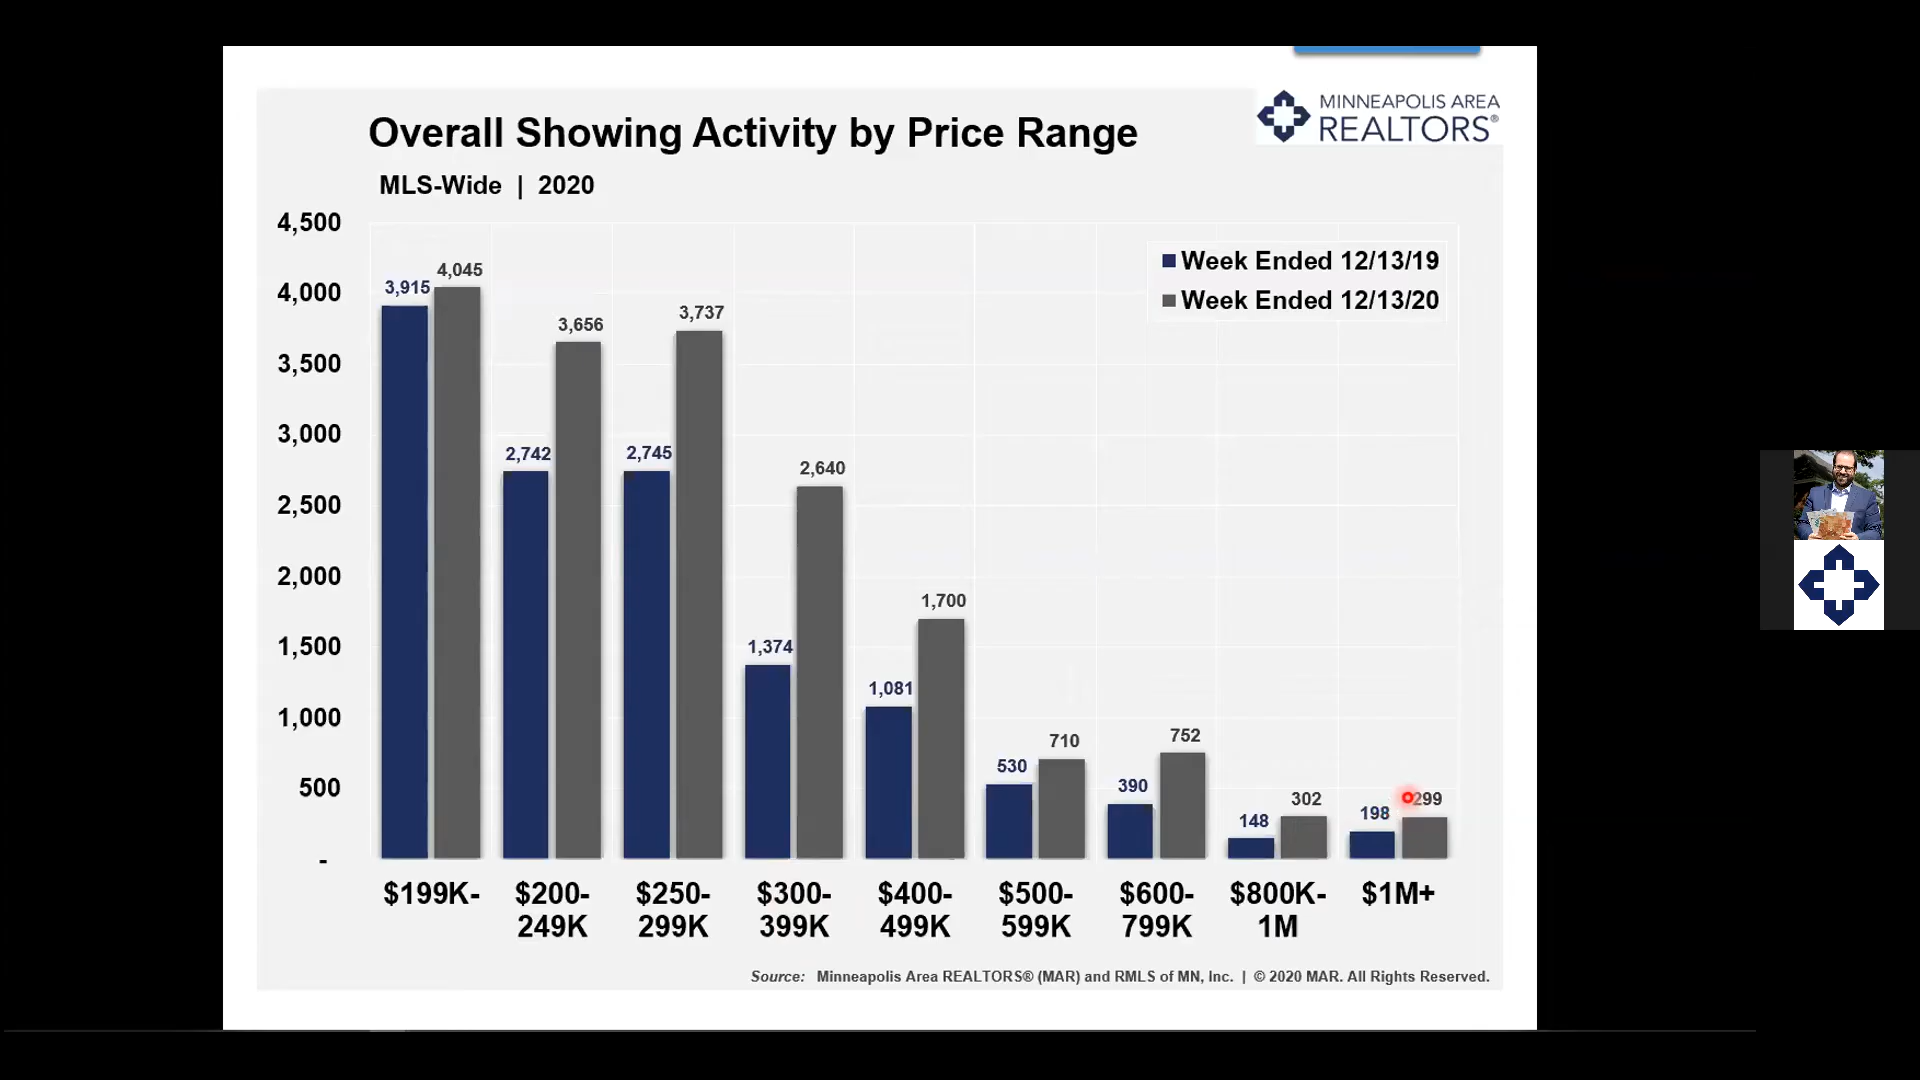 Overall Showing Activity by Price Range
MINNEAPOLIS AREA
REALTORS®
MLS-Wide | 2020
4,500
4,000
3,500
3,000
2,500
2,000
1,500
1,000
500
-
Week Ended 12/13/19
Week Ended 12/13/20
3,915
4,045
2,742
3,656
2,745
3,737
1,374
2,640
1,081
1,700
530
710
390
752
148
302
198
299
$199K-
$200-
249K
$250-
299K
$300-
399K
$400-
499K
$500-
599K
$600-
799K
$800K-
1M
$1M+
Source: Minneapolis Area REALTORS® (MAR) and RMLS of MN, Inc. | © 2020 MAR. All Rights Reserved.